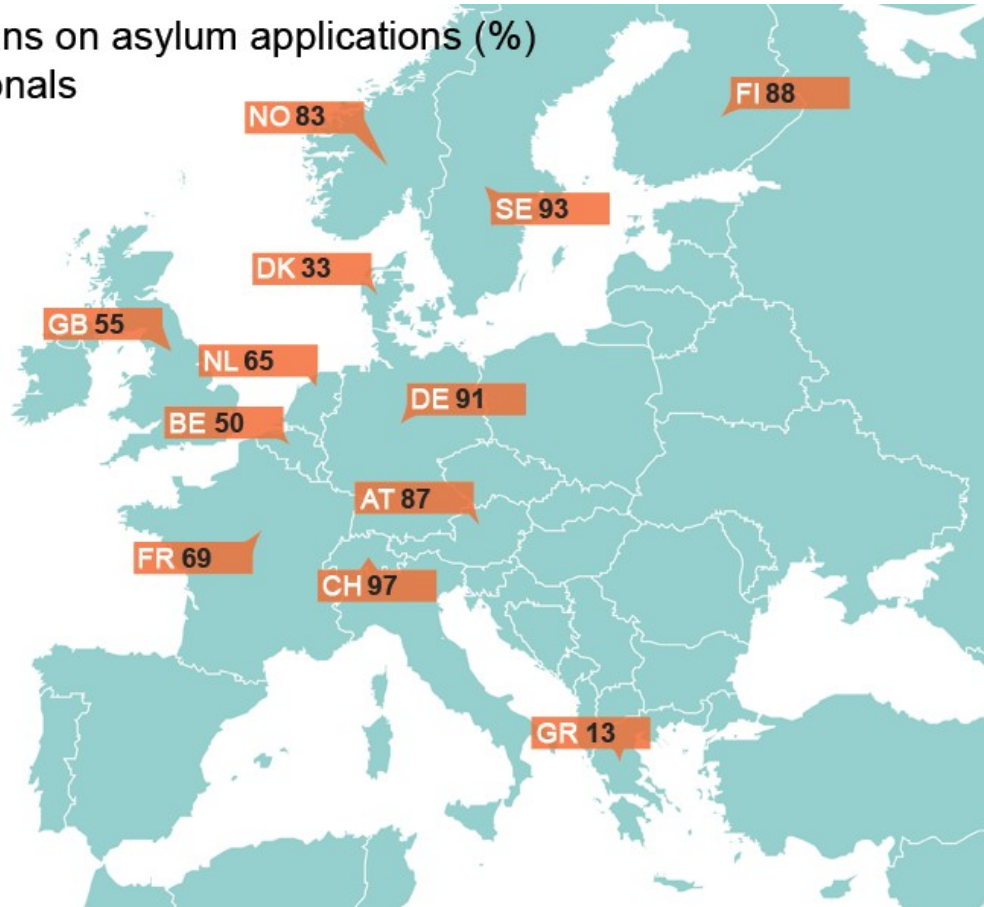 ns on asylum applications (%)
onals
FI 88
NO 83
SE 93
DK 33
GB 55
NL 65
DE 91
BE 50
AT 87
FR 69
CH 97
GR 13